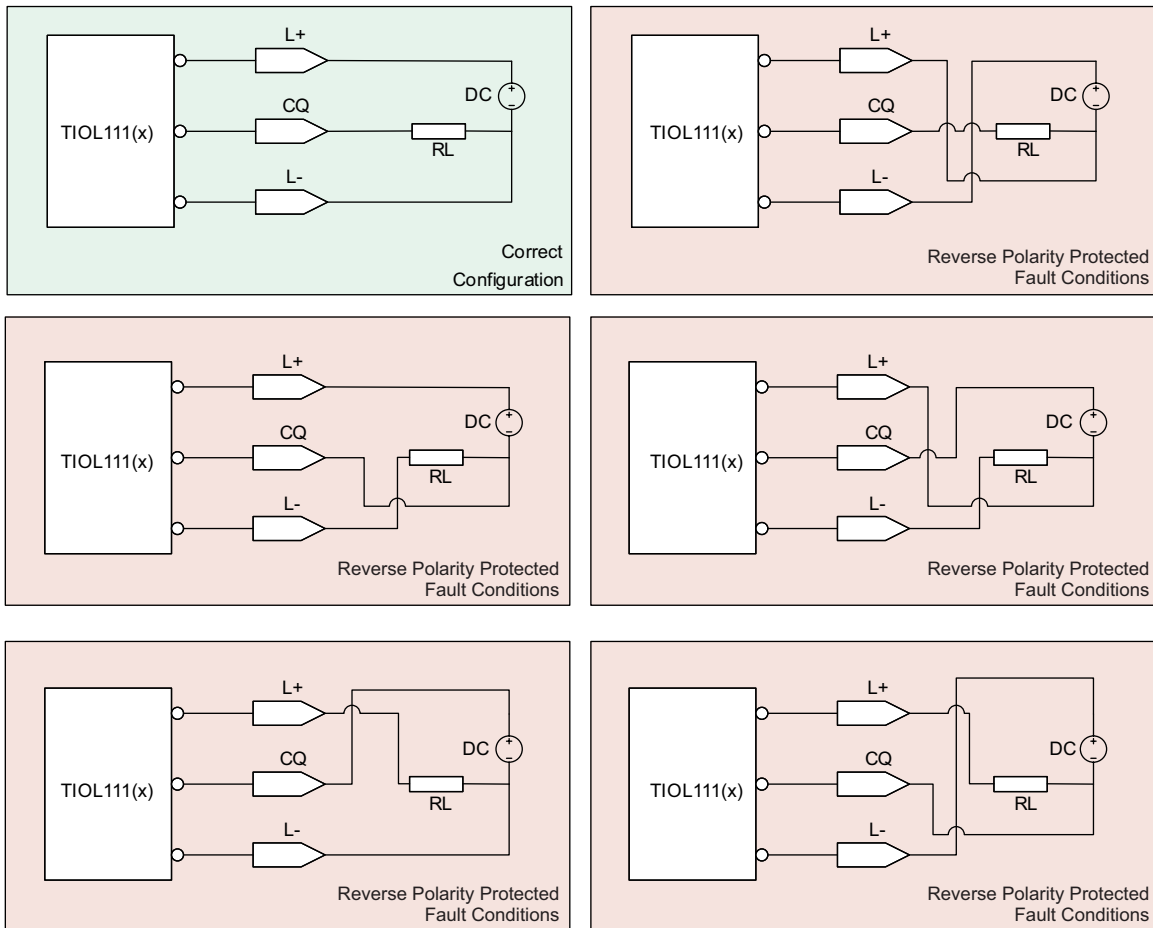 L+
DC
CQ
TIOL111(x)
RL
L-
Correct
Configuration
L+
DC
CQ
TIOL111(x)
RL
L-
Reverse Polarity Protected
Fault Conditions
L+
DC
CQ
TIOL111(x)
RL
L-
Reverse Polarity Protected
Fault Conditions
L+
DC
CQ
TIOL111(x)
RL
L-
Reverse Polarity Protected
Fault Conditions
L+
DC
CQ
TIOL111(x)
RL
L-
Reverse Polarity Protected
Fault Conditions
L+
DC
CQ
TIOL111(x)
RL
L-
Reverse Polarity Protected
Fault Conditions